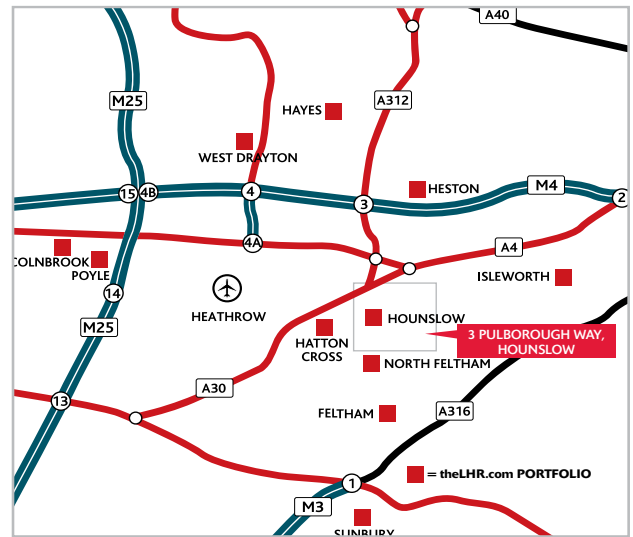 A40
M25
A312
HAYES
WEST DRAYTON
15
4B
4
3
HESTON
M4
2
4A
A4
COLNBROOK
POYLE
ISLEWORTH
14
HEATHROW
HOUNSLOW
M25
HATTON
CROSS
3 PULBOROUGH WAY,
HOUNSLOW
NORTH FELTHAM
A30
13
FELTHAM
A316
= theLHR.com PORTFOLIO
1
M3
SUNBURY